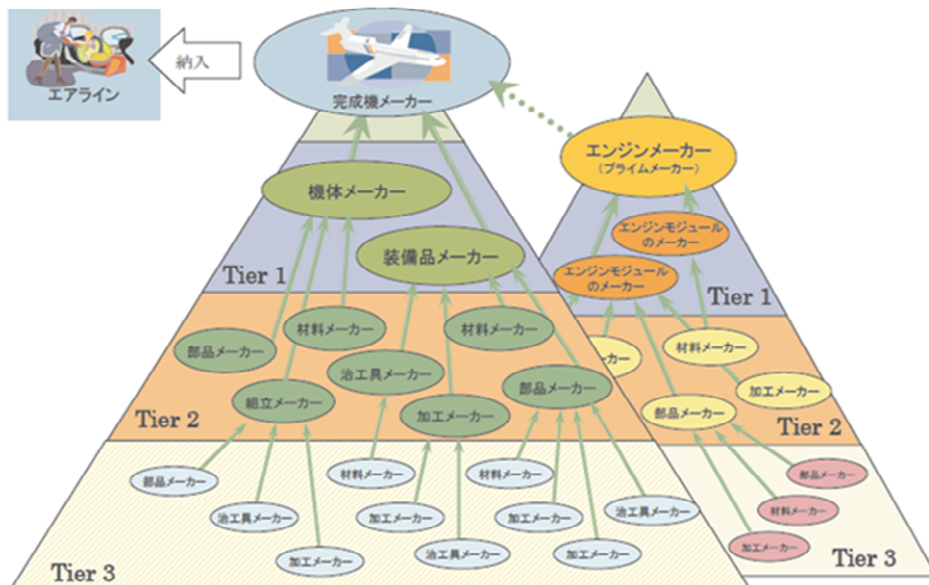 エアライン
納入
完成機メーカー
エンジンメーカー
(プライムメーカー)
機体メーカー
エンジンモジュール
のメーカー
装備品メーカー
エンジンモジュール
のメーカー
Tier 1
Tier 1
材料メーカー
材料メーカー
部品メーカー
ーカー
材料メーカー
治工具メーカー
部品メーカー
加工メーカー
組立メーカー
加工メーカー
部品メーカー
Tier 2
Tier 2
部品メーカー
材料メーカー
材料メーカー
部品メーカー
治工具メーカー
加工メーカー
加工メーカー
治工具メーカー
材料メーカー
加工メーカー
治工具メーカー
加工メーカー
加工メーカー
Tier 3
Tier 3